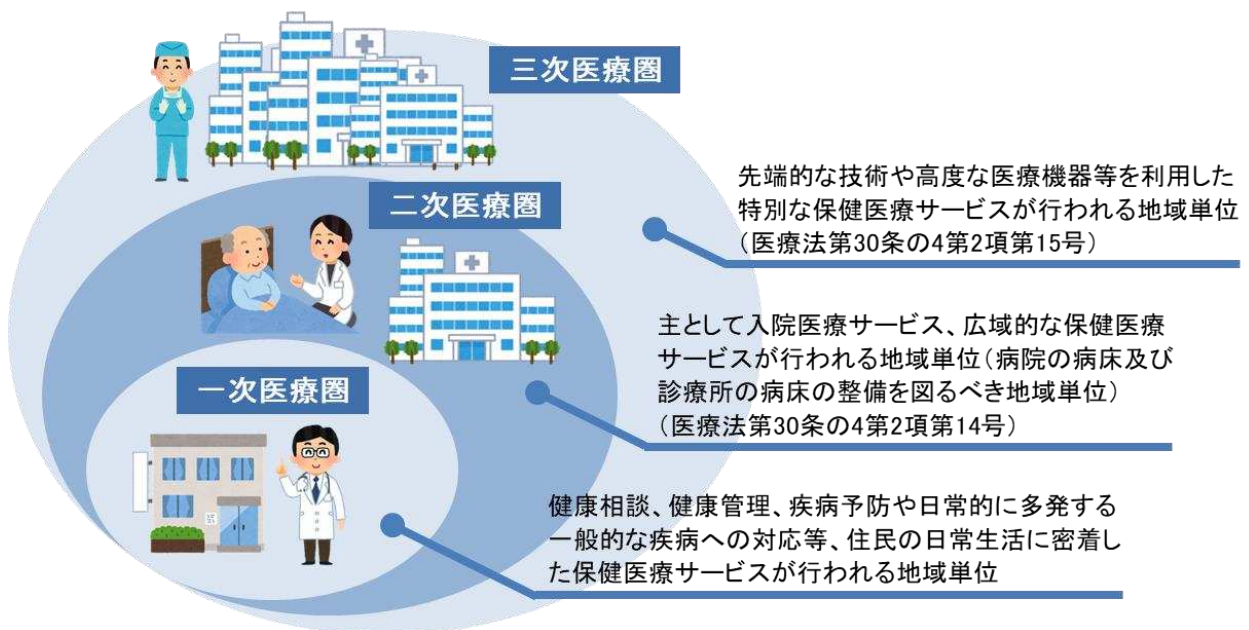 三次医療圏
先端的な技術や高度な医療機器等を利用した
特別な保健医療サービスが行われる地域単位
（医療法第30条の4第2項第15号）
二次医療圏
主として入院医療サービス、広域的な保健医療
サービスが行われる地域単位（病院の病床及び
診療所の病床の整備を図るべき地域単位）
（医療法第30条の4第2項第14号）
一次医療圏
健康相談、健康管理、疾病予防や日常的に多発する
一般的な疾病への対応等、住民の日常生活に密着し
た保健医療サービスが行われる地域単位